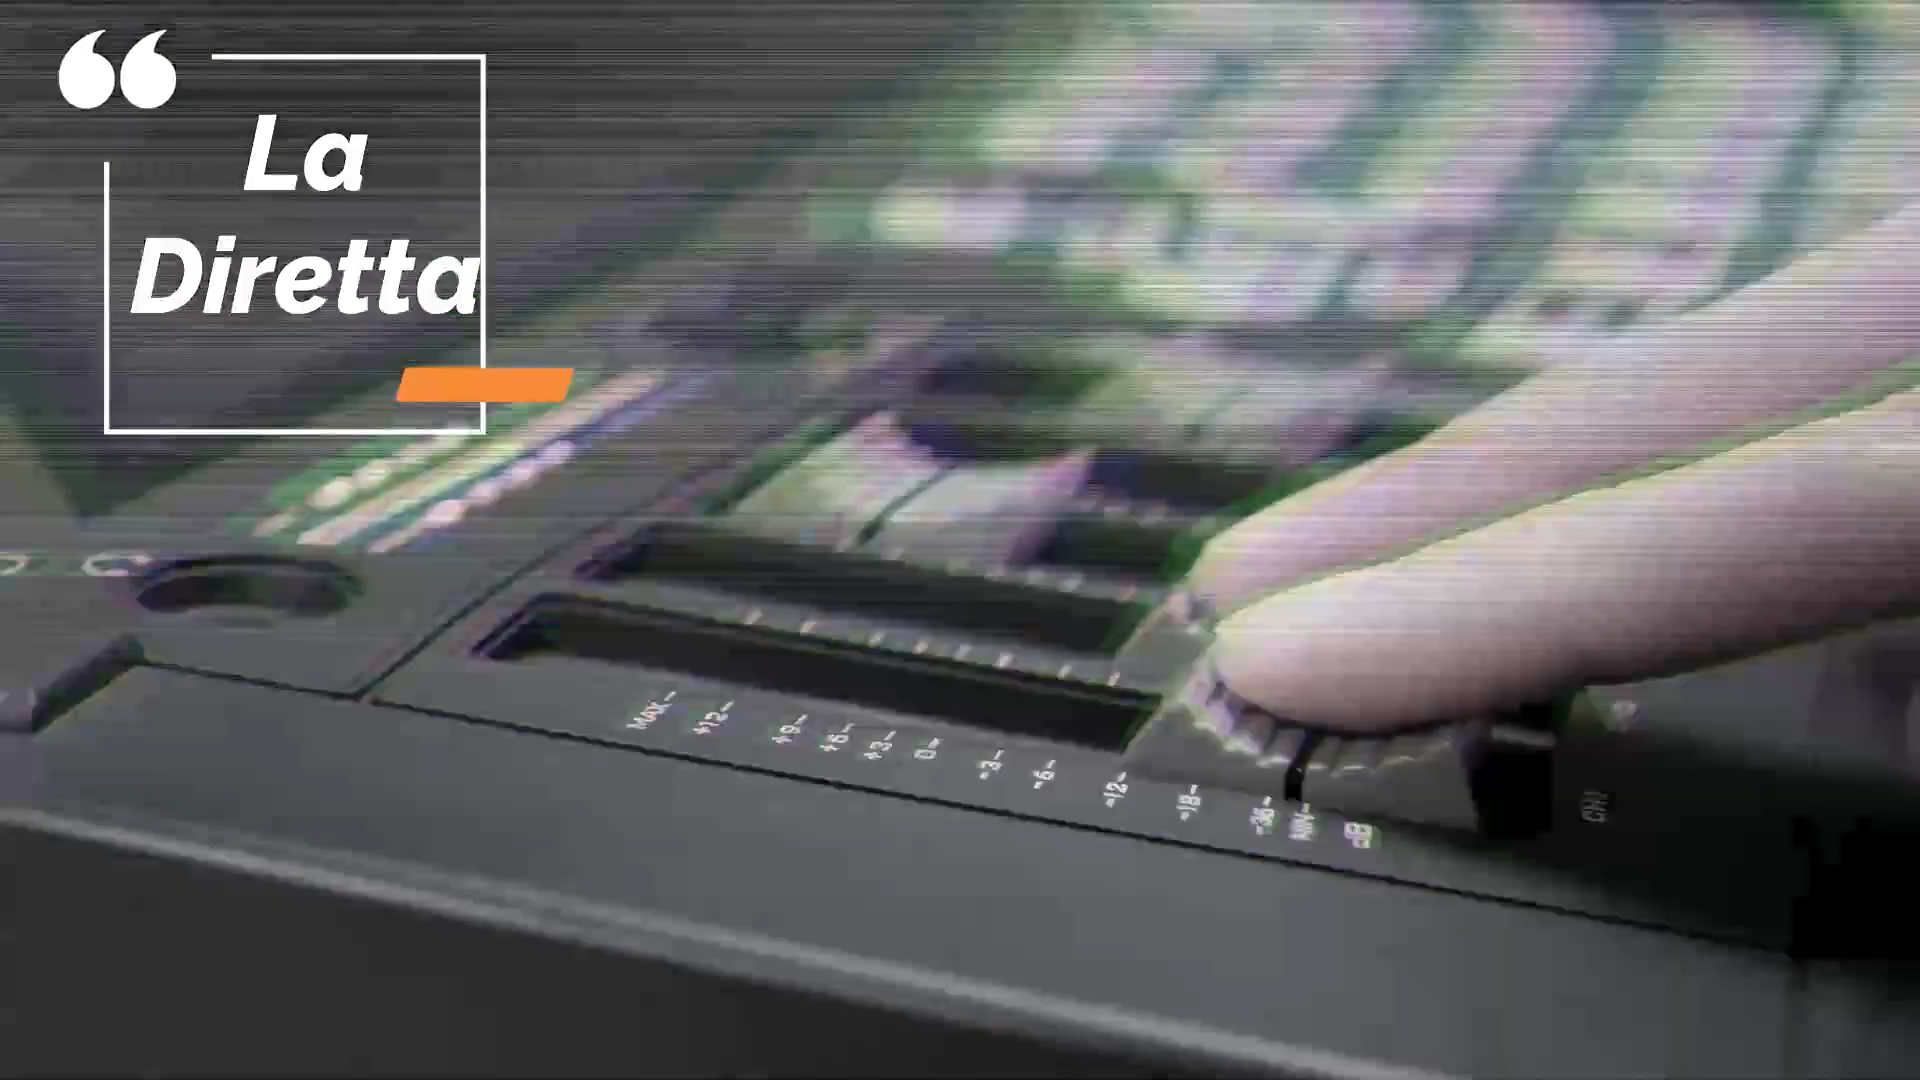 “
La
Diretta
MAX
+12
+9
+6
+3
0
-3
-6
-12
-18
-36
MIN
dB
CH1